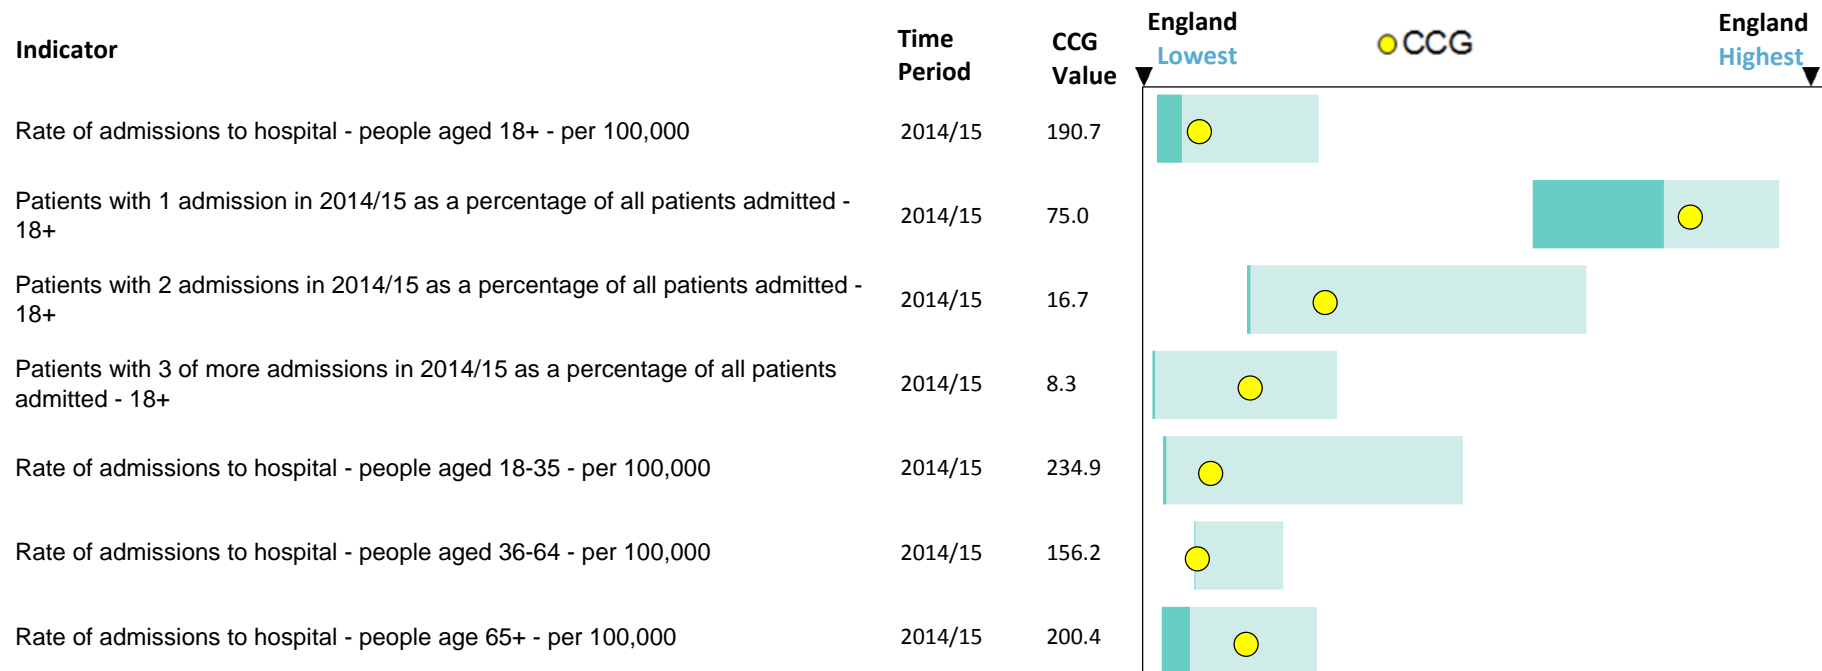 Indicator
Time
Period
CCG
Value
England
Lowest
CCG
England
Highest
Rate of admissions to hospital - people aged 18+ - per 100,000
2014/15
190.7
Patients with 1 admission in 2014/15 as a percentage of all patients admitted -
18+
2014/15
75.0
Patients with 2 admissions in 2014/15 as a percentage of all patients admitted -
18+
2014/15
16.7
Patients with 3 of more admissions in 2014/15 as a percentage of all patients
admitted - 18+
2014/15
8.3
Rate of admissions to hospital - people aged 18-35 - per 100,000
2014/15
234.9
Rate of admissions to hospital - people aged 36-64 - per 100,000
2014/15
156.2
Rate of admissions to hospital - people age 65+ - per 100,000
2014/15
200.4